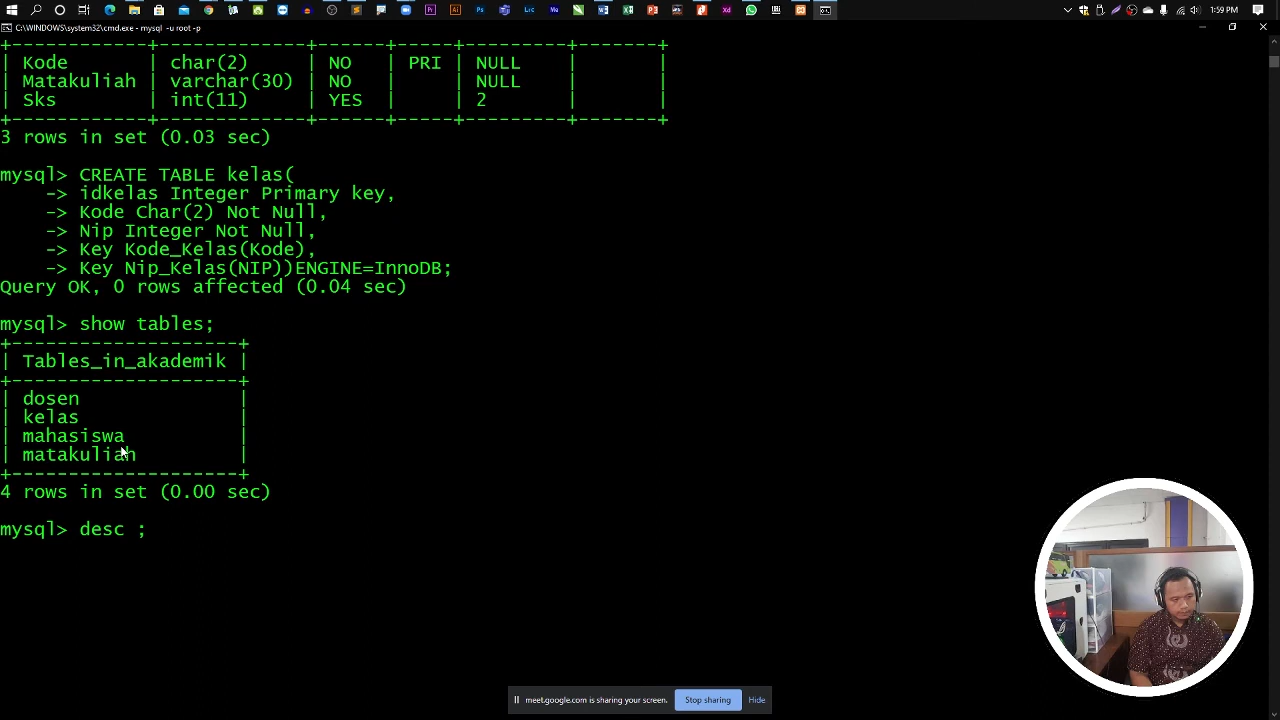 1:59 PM
C:\WINDOWS\system32\cmd.exe - mysql -u root -p
+------------+-------------+------+-----+---------+-------+
| Kode | char(2) | NO | PRI | NULL | |
| Matakuliah | varchar(30) | NO | | NULL | |
| Sks | int(11) | YES | | 2 | |
+------------+-------------+------+-----+---------+-------+
3 rows in set (0.03 sec)
mysql> CREATE TABLE kelas(
-> idkelas Integer Primary key,
-> Kode Char(2) Not Null,
-> Nip Integer Not Null,
-> Key Kode_Kelas(Kode),
-> Key Nip_Kelas(NIP))ENGINE=InnoDB;
Query OK, 0 rows affected (0.04 sec)
mysql> show tables;
+--------------------+
| Tables_in_akademik |
+--------------------+
| dosen |
| kelas |
| mahasiswa |
| matakuliah |
+--------------------+
4 rows in set (0.00 sec)
mysql> desc ;
meet.google.com is sharing your screen. Stop sharing Hide